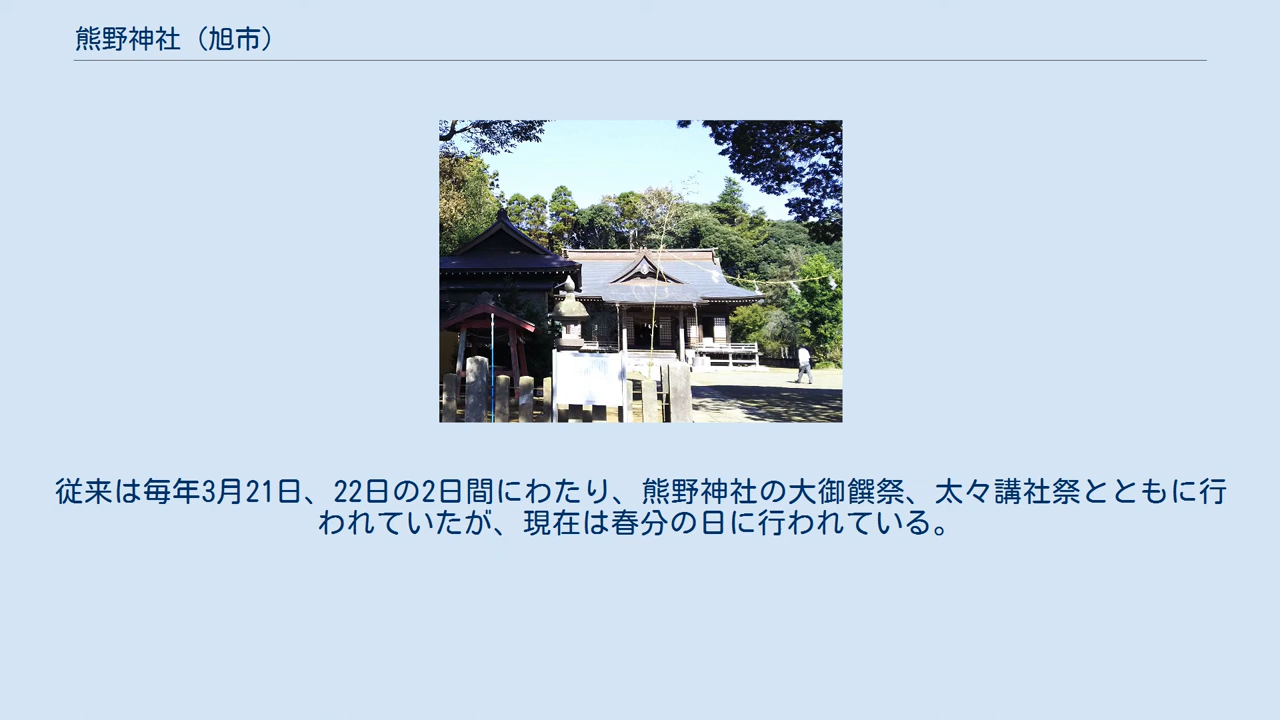 熊野神社（旭市）
従来は毎年3月21日、22日の2日間にわたり、熊野神社の大御饌祭、太々講社祭とともに行
われていたが、現在は春分の日に行われている。